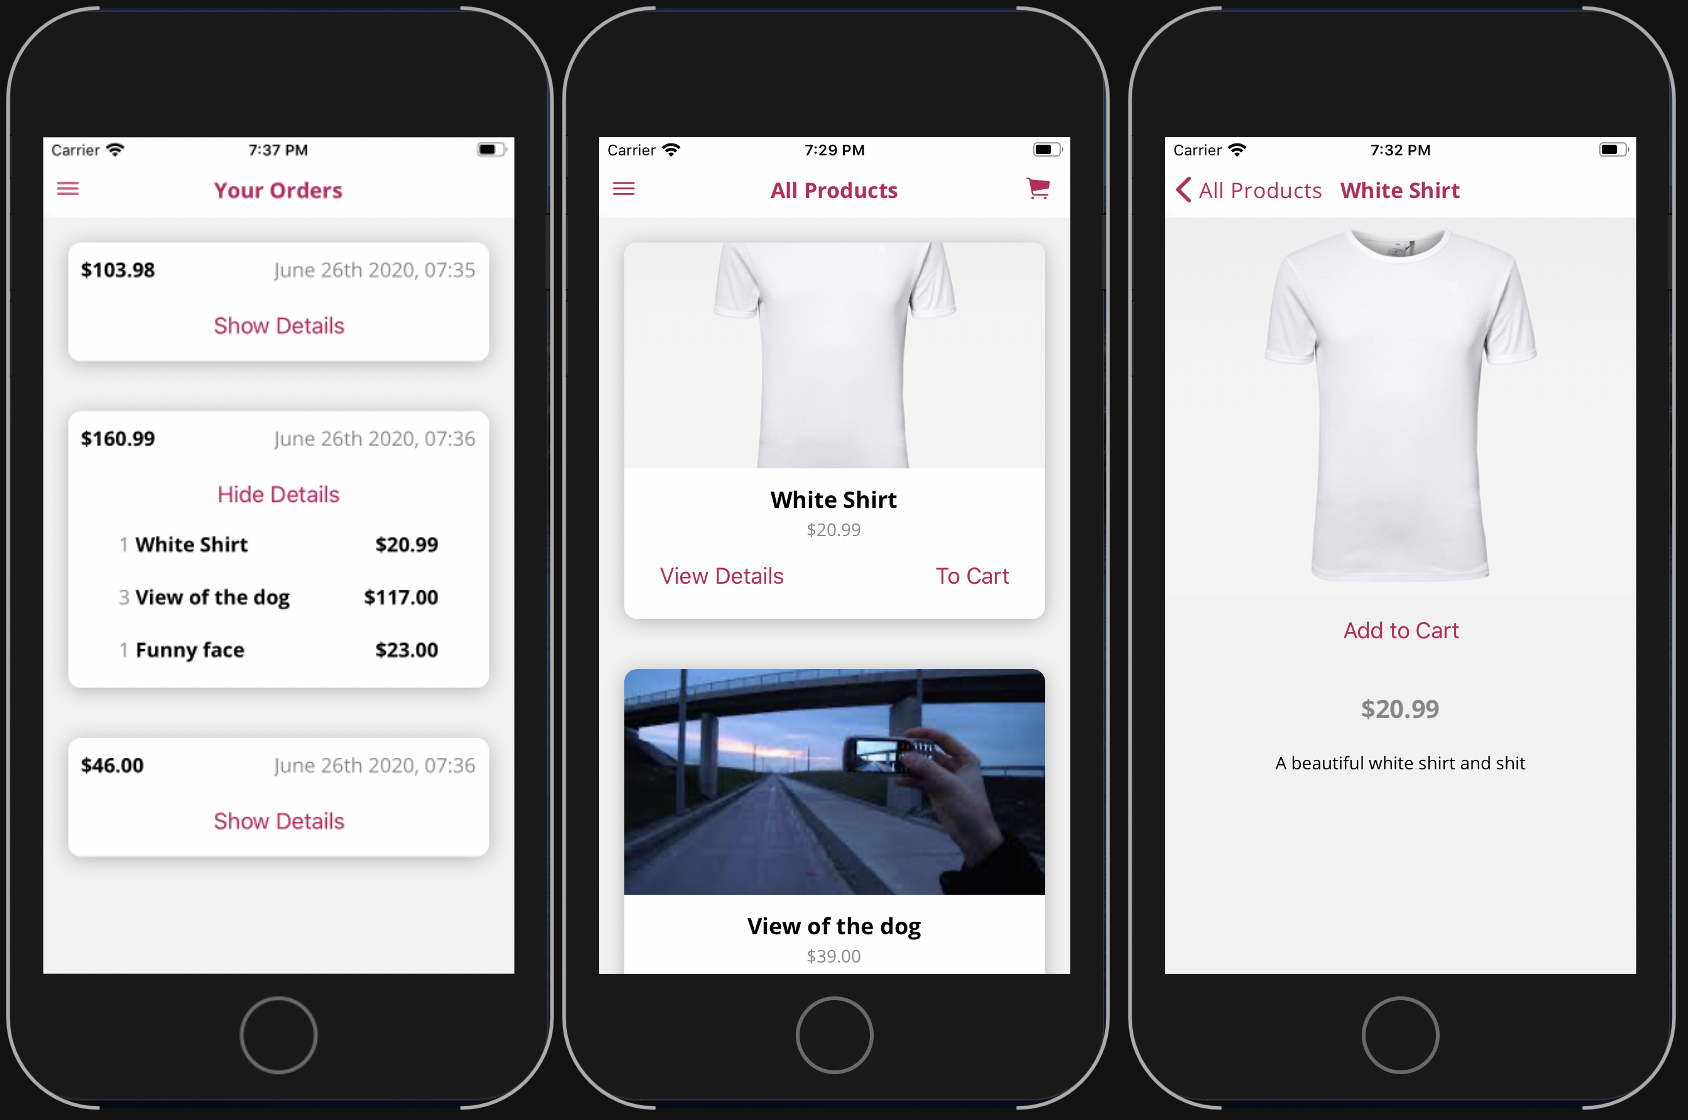 Carrier 7:37 PM
Your Orders
$103.98 June 26th 2020, 07:35
Show Details
$160.99 June 26th 2020, 07:36
Hide Details
1 White Shirt $20.99
3 View of the dog $117.00
1 Funny face $23.00
$46.00 June 26th 2020, 07:36
Show Details
Carrier 7:29 PM
All Products
White Shirt
$20.99
View Details To Cart
View of the dog
$39.00
Carrier 7:32 PM
All Products White Shirt
Add to Cart
$20.99
A beautiful white shirt and shit